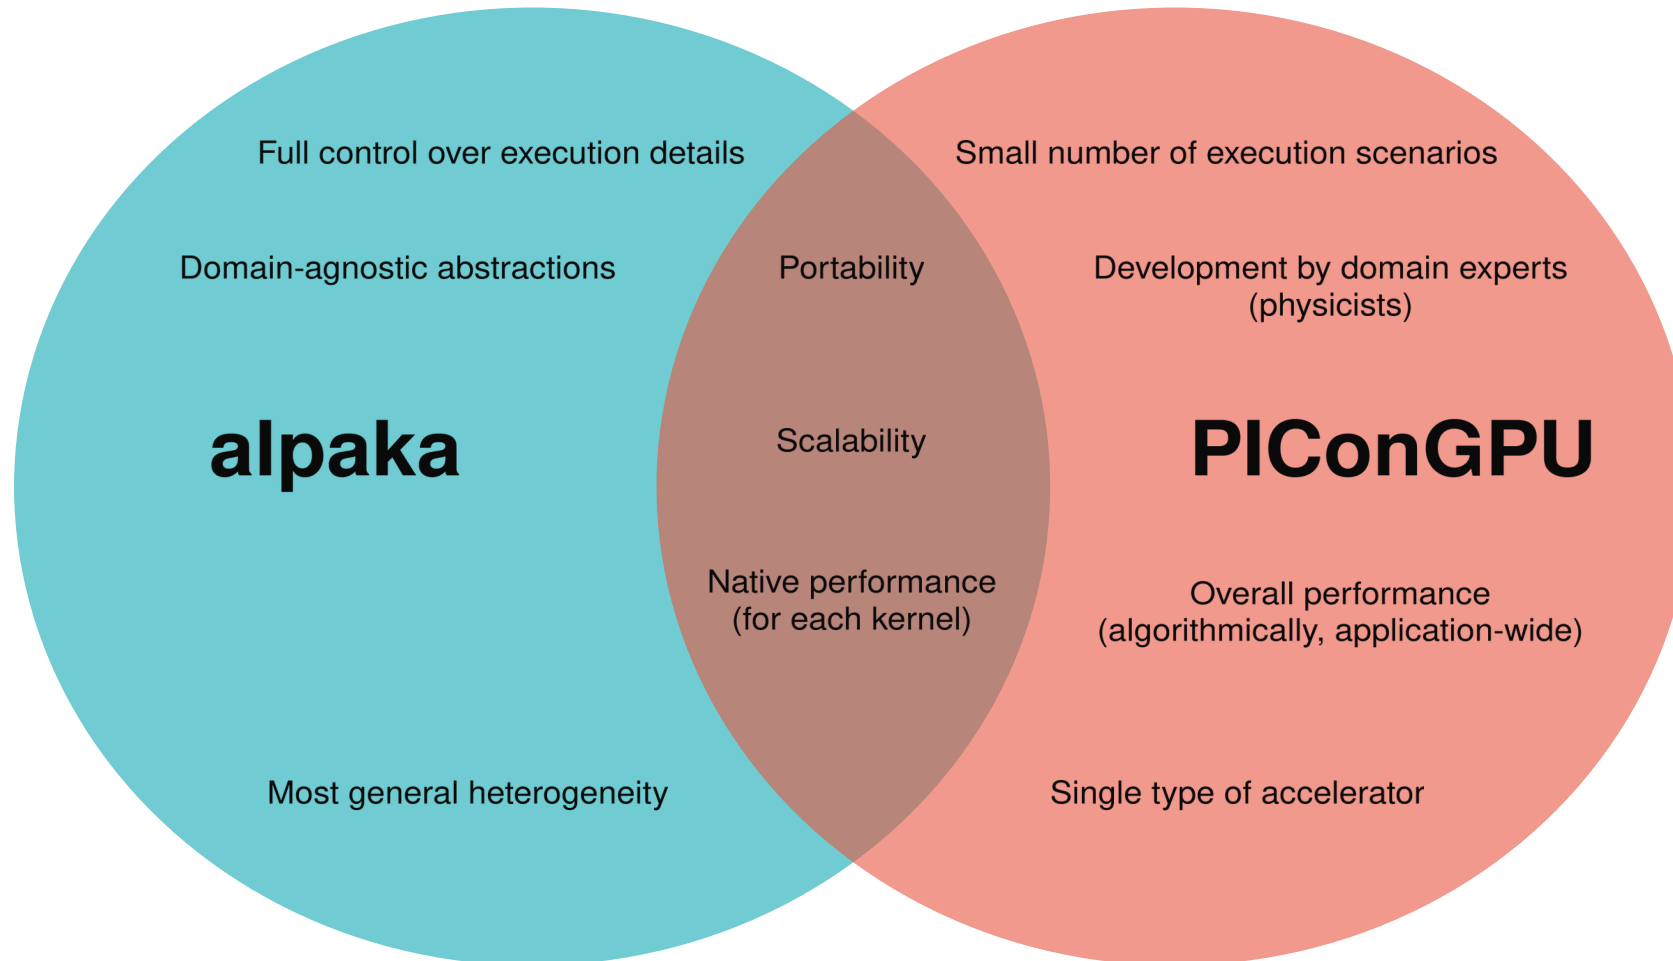 Full control over execution details
Small number of execution scenarios
Domain-agnostic abstractions
Portability
Development by domain experts
(physicists)
alpaka
Scalability
PIConGPU
Native performance
(for each kernel)
Overall performance
(algorithmically, application-wide)
Most general heterogeneity
Single type of accelerator